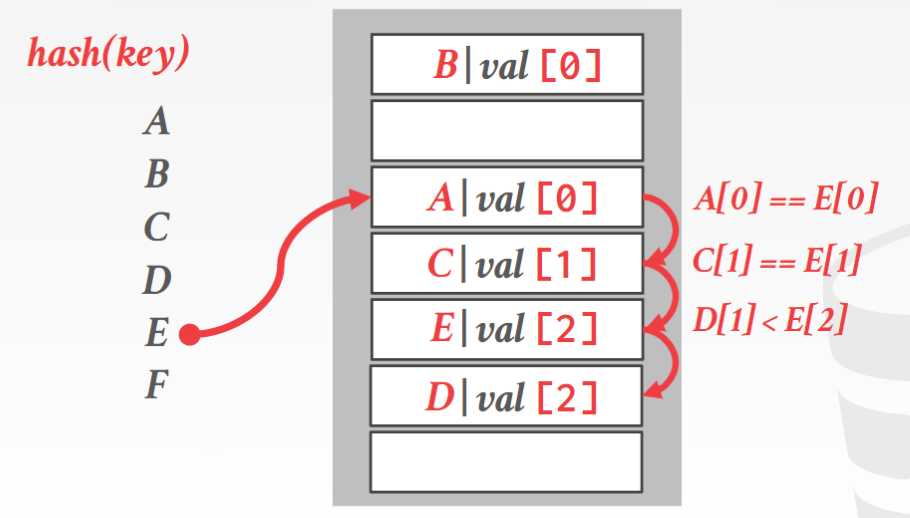 hash(key)
A
B
C
D
E
F
B|val [0]
A|val [0]
C|val [1]
E|val [2]
D|val [2]
A[0] == E[0]
C[1] == E[1]
D[1] < E[2]